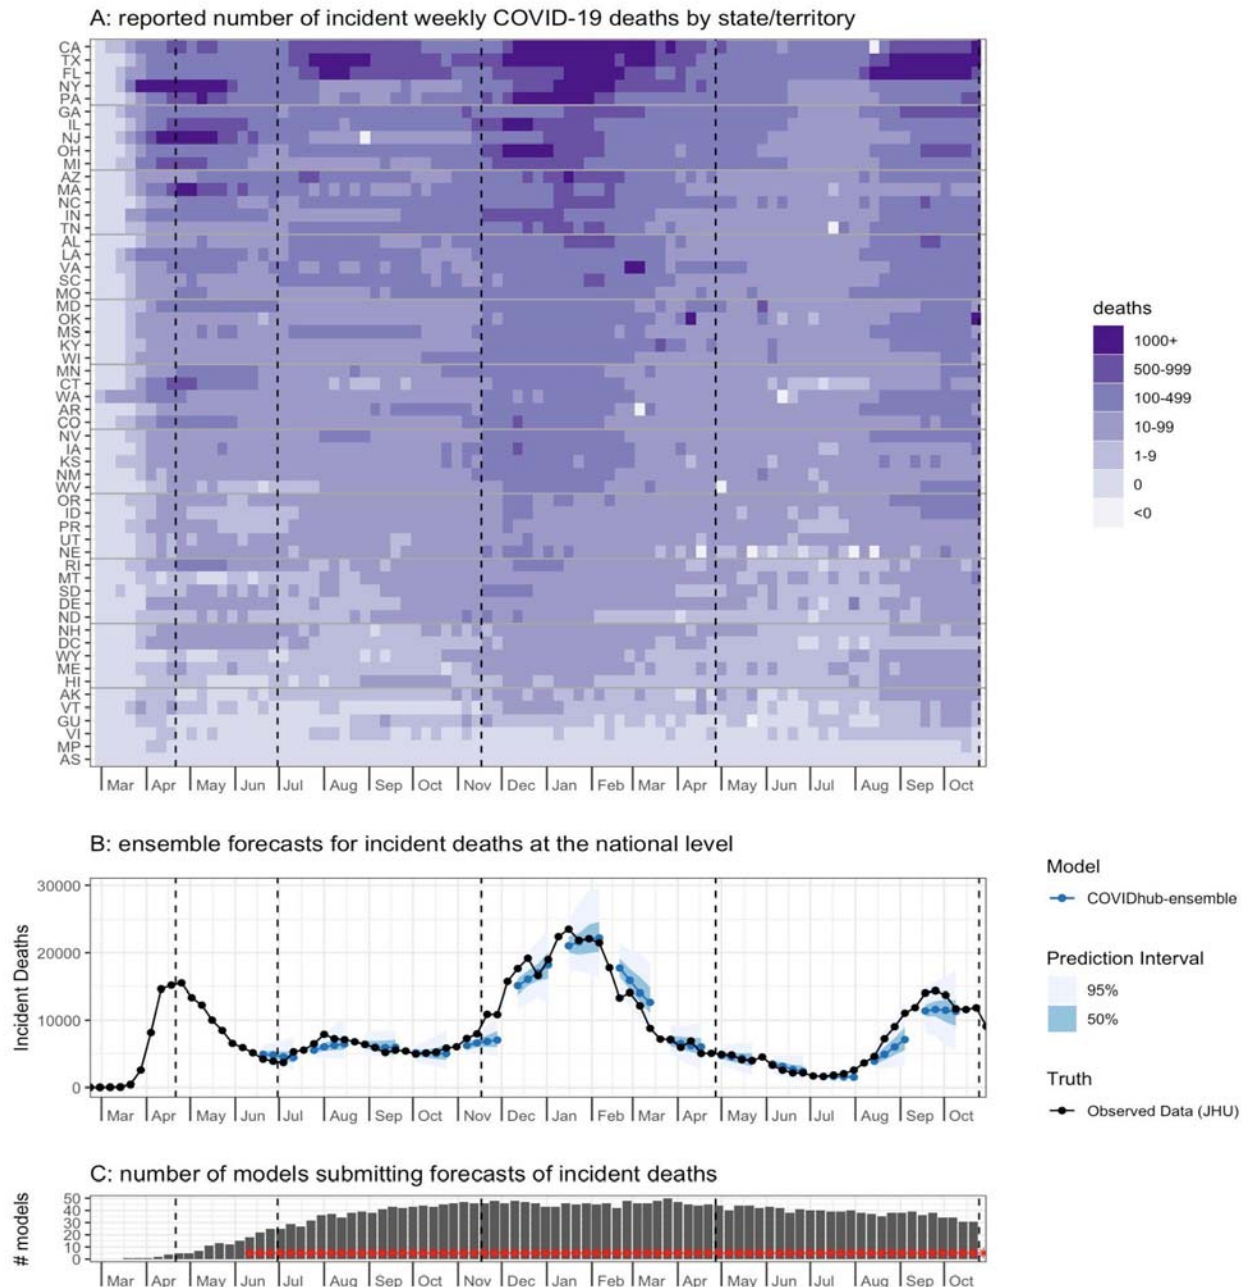 A: reported number of incident weekly COVID-19 deaths by state/territory
CA
TX
FL
NY
PA
GA
IL
NJ
OH
MI
AZ
MA
NC
IN
TN
AL
LA
VA
SC
MO
MD
OK
MS
KY
WI
MN
CT
WA
AR
CO
NV
IA
KS
NM
WV
OR
ID
PR
UT
NE
RI
MT
SD
DE
ND
NH
DC
WY
ME
HI
AK
VT
GU
VI
MP
AS
Mar Apr May Jun Jul Aug Sep Oct Nov Dec Jan Feb Mar Apr May Jun Jul Aug Sep Oct
deaths
1000+
500-999
100-499
10-99
1-9
0
<0
B: ensemble forecasts for incident deaths at the national level
Incident Deaths
30000
20000
10000
0
Mar Apr May Jun Jul Aug Sep Oct Nov Dec Jan Feb Mar Apr May Jun Jul Aug Sep Oct
Model
COVIDhub-ensemble
Prediction Interval
95%
50%
Truth
Observed Data (JHU)
C: number of models submitting forecasts of incident deaths
# models
50
40
30
20
10
0
Mar Apr May Jun Jul Aug Sep Oct Nov Dec Jan Feb Mar Apr May Jun Jul Aug Sep Oct